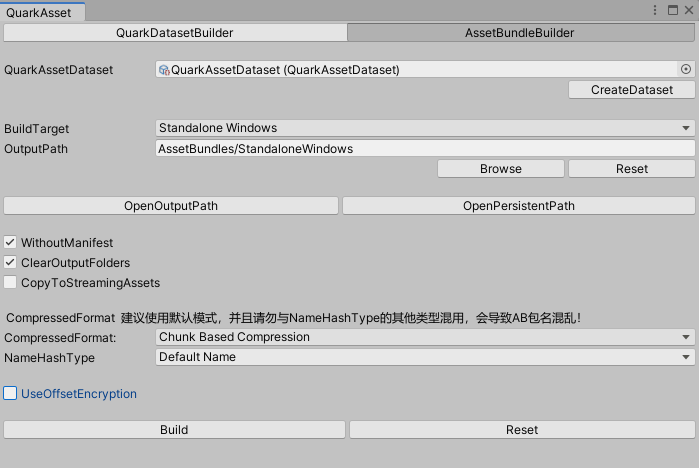 QuarkAsset
QuarkDatasetBuilder AssetBundleBuilder
QuarkAssetDataset QuarkAssetDataset (QuarkAssetDataset)
CreateDataset
BuildTarget Standalone Windows
OutputPath AssetBundles/StandaloneWindows
Browse Reset
OpenOutputPath OpenPersistentPath
WithoutManifest
ClearOutputFolders
CopyToStreamingAssets
CompressedFormat 建议使用默认模式，并且请勿与NameHashType的其他类型混用，会导致AB包名混乱！
CompressedFormat: Chunk Based Compression
NameHashType Default Name
UseOffsetEncryption
Build Reset